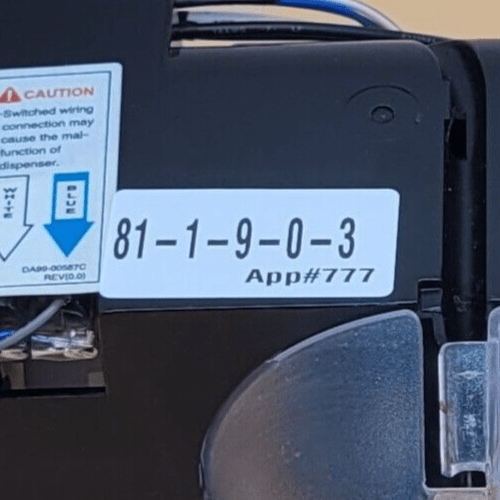 CAUTION
Switched wiring
connection may
cause the mal-
function of
dispenser.
WHITE
BLUE
DA99-00587C
REV(0.0)
81-1-9-0-3
App#777